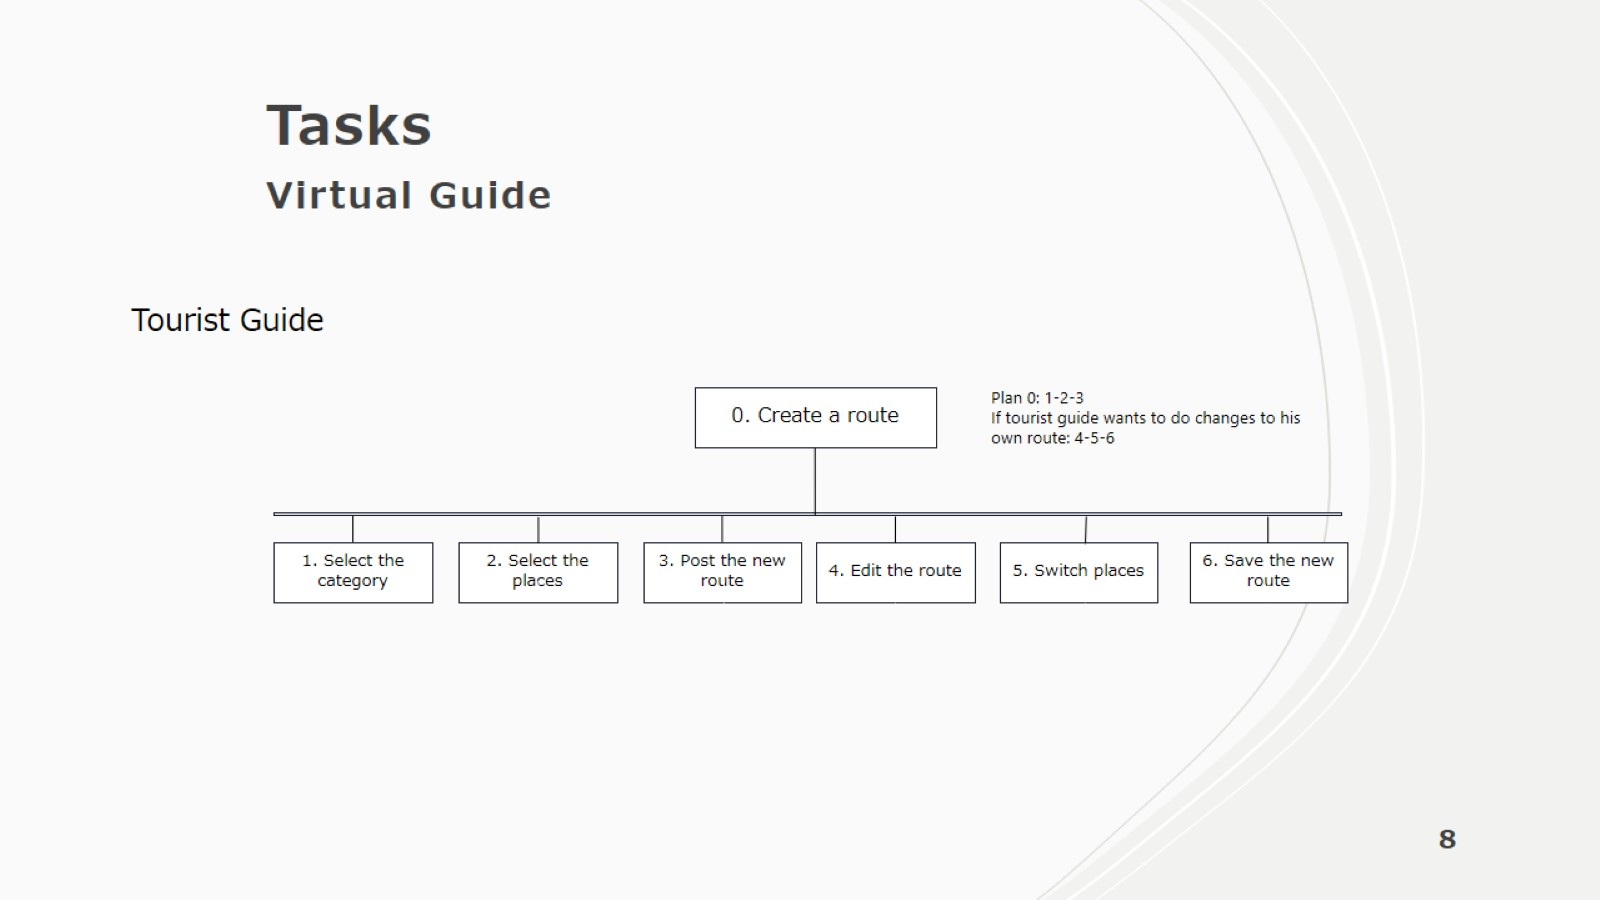 Tasks
Virtual Guide
Tourist Guide
0. Create a route
Plan 0: 1-2-3
If tourist guide wants to do changes to his
own route: 4-5-6
1. Select the
category
2. Select the
places
3. Post the new
route
4. Edit the route
5. Switch places
6. Save the new
route
8